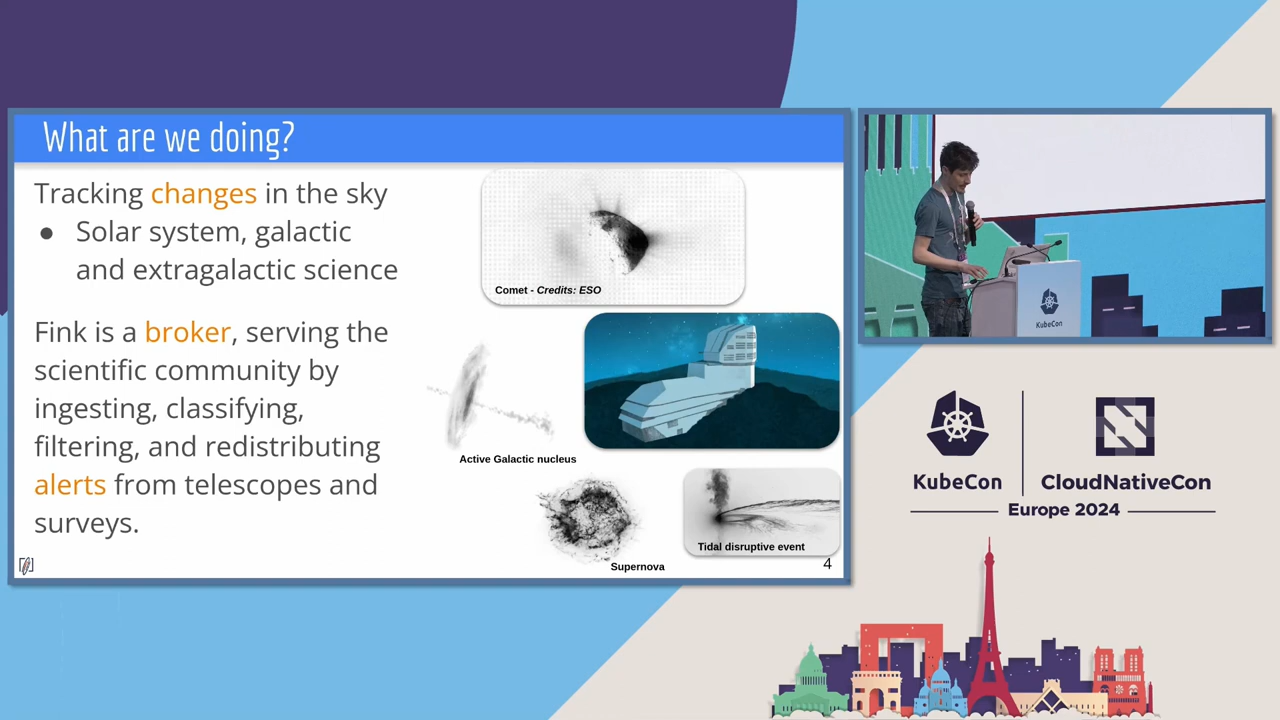 What are we doing?
Tracking changes in the sky
● Solar system, galactic
and extragalactic science
Fink is a broker, serving the
scientific community by
ingesting, classifying,
filtering, and redistributing
alerts from telescopes and
surveys.
Comet - Credits: ESO
Active Galactic nucleus
Supernova
Tidal disruptive event
4
KubeCon
KubeCon
CloudNativeCon
Europe 2024